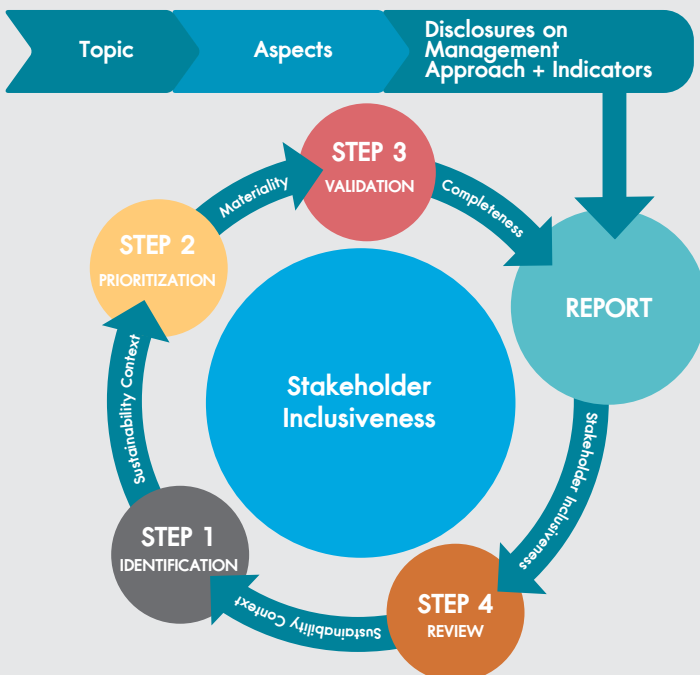 Topic
Aspects
Disclosures on
Management
Approach + Indicators
STEP 3
VALIDATION
Materiality
Completeness
STEP 2
PRIORITIZATION
REPORT
Stakeholder
Inclusiveness
Sustainability Context
Stakeholder Inclusiveness
STEP 1
IDENTIFICATION
STEP 4
REVIEW
Sustainability Context